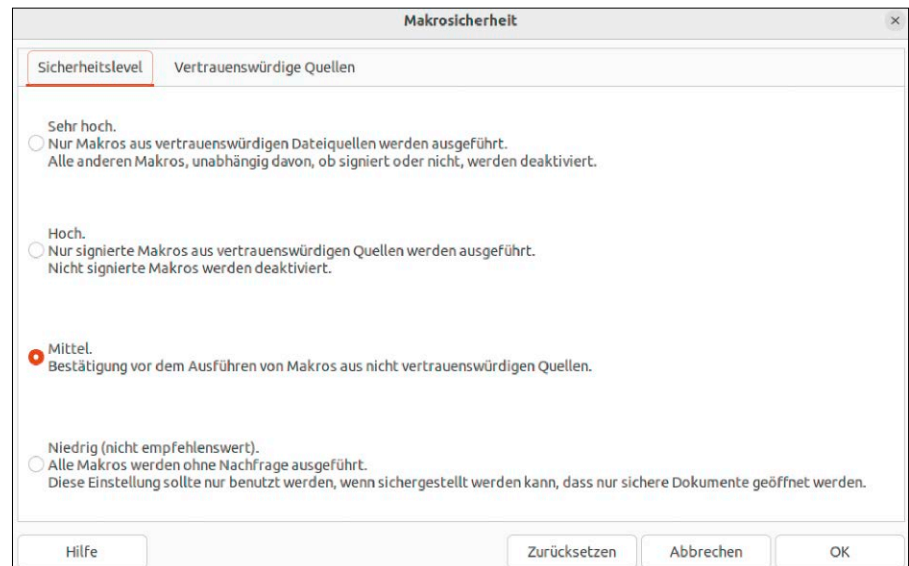 Makrosicherheit
Sicherheitslevel
Vertrauenswürdige Quellen
Sehr hoch.
Nur Makros aus vertrauenswürdigen Dateiquellen werden ausgeführt.
Alle anderen Makros, unabhängig davon, ob signiert oder nicht, werden deaktiviert.
Hoch.
Nur signierte Makros aus vertrauenswürdigen Quellen werden ausgeführt.
Nicht signierte Makros werden deaktiviert.
Mittel.
Bestätigung vor dem Ausführen von Makros aus nicht vertrauenswürdigen Quellen.
Niedrig (nicht empfehlenswert).
Alle Makros werden ohne Nachfrage ausgeführt.
Diese Einstellung sollte nur benutzt werden, wenn sichergestellt werden kann, dass nur sichere Dokumente geöffnet werden.
Hilfe
Zurücksetzen
Abbrechen
OK